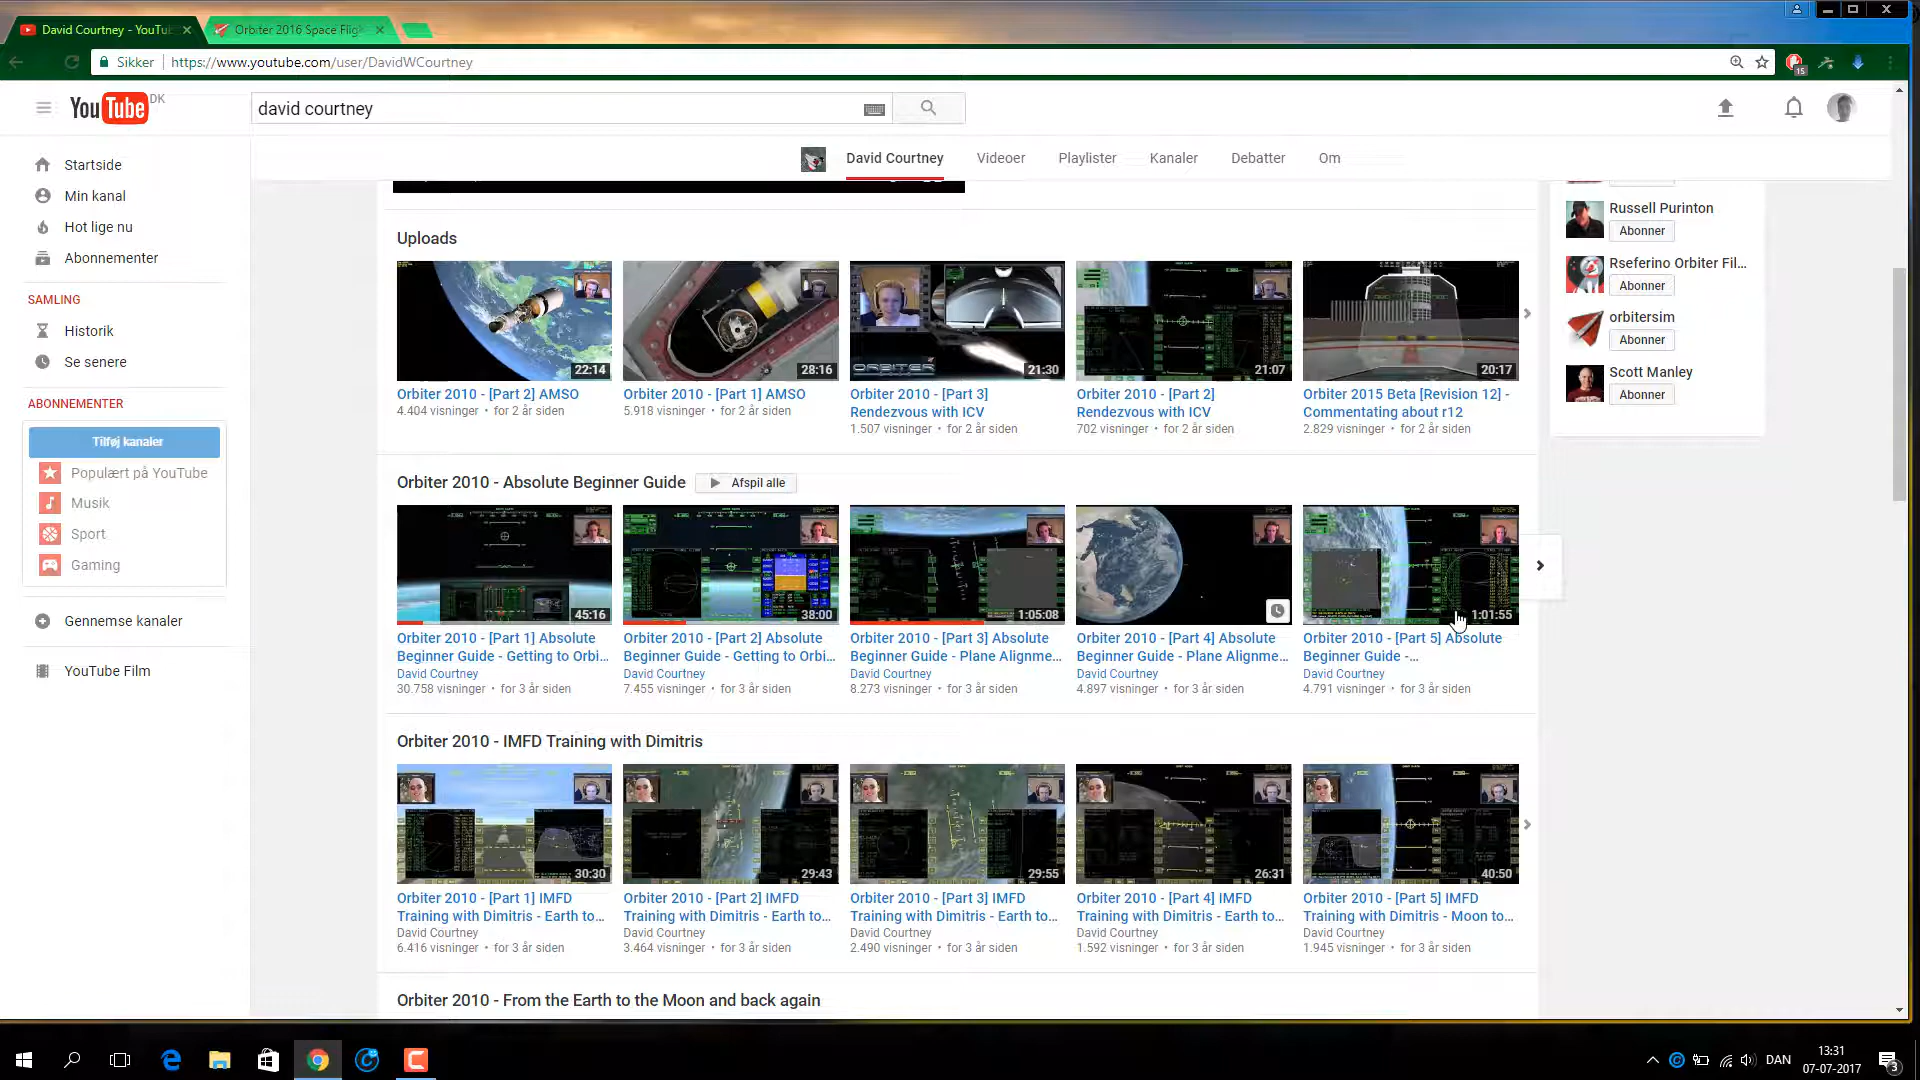 David Courtney - YouTu
Orbiter 2016 Space Fligh
Sikker
https://www.youtube.com/user/DavidWCourtney
15
YouTube DK
david courtney
David Courtney
Videoer
Playlister
Kanaler
Debatter
Om
Startside
Min kanal
Hot lige nu
Abonnementer
SAMLING
Historik
Se senere
ABONNEMENTER
Tilføj kanaler
Populært på YouTube
Musik
Sport
Gaming
Gennemse kanaler
YouTube Film
Uploads
22:14
28:16
ORBITER
21:30
21:07
20:17
Orbiter 2010 - [Part 2] AMSO
4.404 visninger • for 2 år siden
Orbiter 2010 - [Part 1] AMSO
5.918 visninger • for 2 år siden
Orbiter 2010 - [Part 3]
Rendezvous with ICV
1.507 visninger • for 2 år siden
Orbiter 2010 - [Part 2]
Rendezvous with ICV
702 visninger • for 2 år siden
Orbiter 2015 Beta [Revision 12] -
Commentating about r12
2.829 visninger • for 2 år siden
Orbiter 2010 - Absolute Beginner Guide
Afspil alle
45:16
38:00
1:05:08
1:01:55
Orbiter 2010 - [Part 1] Absolute
Beginner Guide - Getting to Orbi...
David Courtney
30.758 visninger • for 3 år siden
Orbiter 2010 - [Part 2] Absolute
Beginner Guide - Getting to Orbi...
David Courtney
7.455 visninger • for 3 år siden
Orbiter 2010 - [Part 3] Absolute
Beginner Guide - Plane Alignme...
David Courtney
8.273 visninger • for 3 år siden
Orbiter 2010 - [Part 4] Absolute
Beginner Guide - Plane Alignme...
David Courtney
4.897 visninger • for 3 år siden
Orbiter 2010 - [Part 5] Absolute
Beginner Guide -...
David Courtney
4.791 visninger • for 3 år siden
Orbiter 2010 - IMFD Training with Dimitris
30:30
29:43
29:55
26:31
40:50
Orbiter 2010 - [Part 1] IMFD
Training with Dimitris - Earth to...
David Courtney
6.416 visninger • for 3 år siden
Orbiter 2010 - [Part 2] IMFD
Training with Dimitris - Earth to...
David Courtney
3.464 visninger • for 3 år siden
Orbiter 2010 - [Part 3] IMFD
Training with Dimitris - Earth to...
David Courtney
2.490 visninger • for 3 år siden
Orbiter 2010 - [Part 4] IMFD
Training with Dimitris - Earth to...
David Courtney
1.592 visninger • for 3 år siden
Orbiter 2010 - [Part 5] IMFD
Training with Dimitris - Moon to...
David Courtney
1.945 visninger • for 3 år siden
Orbiter 2010 - From the Earth to the Moon and back again
Russell Purinton
Abonner
Rseferino Orbiter Fil...
Abonner
orbitersim
Abonner
Scott Manley
Abonner
DAN
13:31
07-07-2017
3